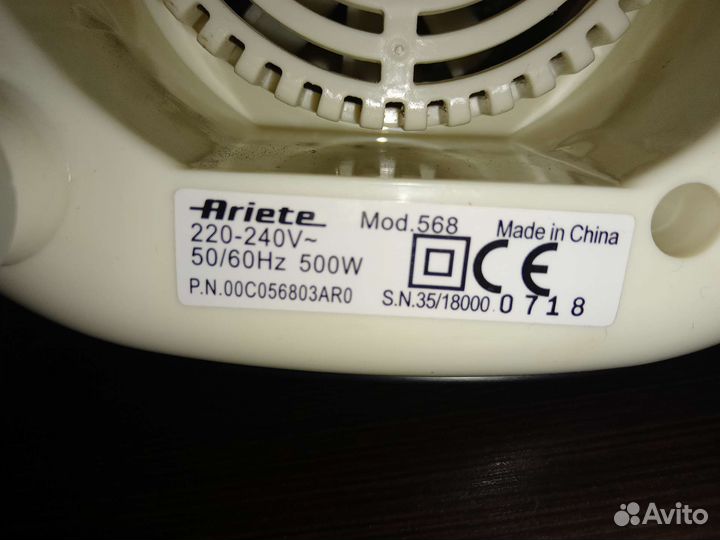 Ariete Mod.568 Made in China
220-240V~
50/60Hz 500W
CE
P.N.00C056803AR0 S.N.35/18000 0718
Avito